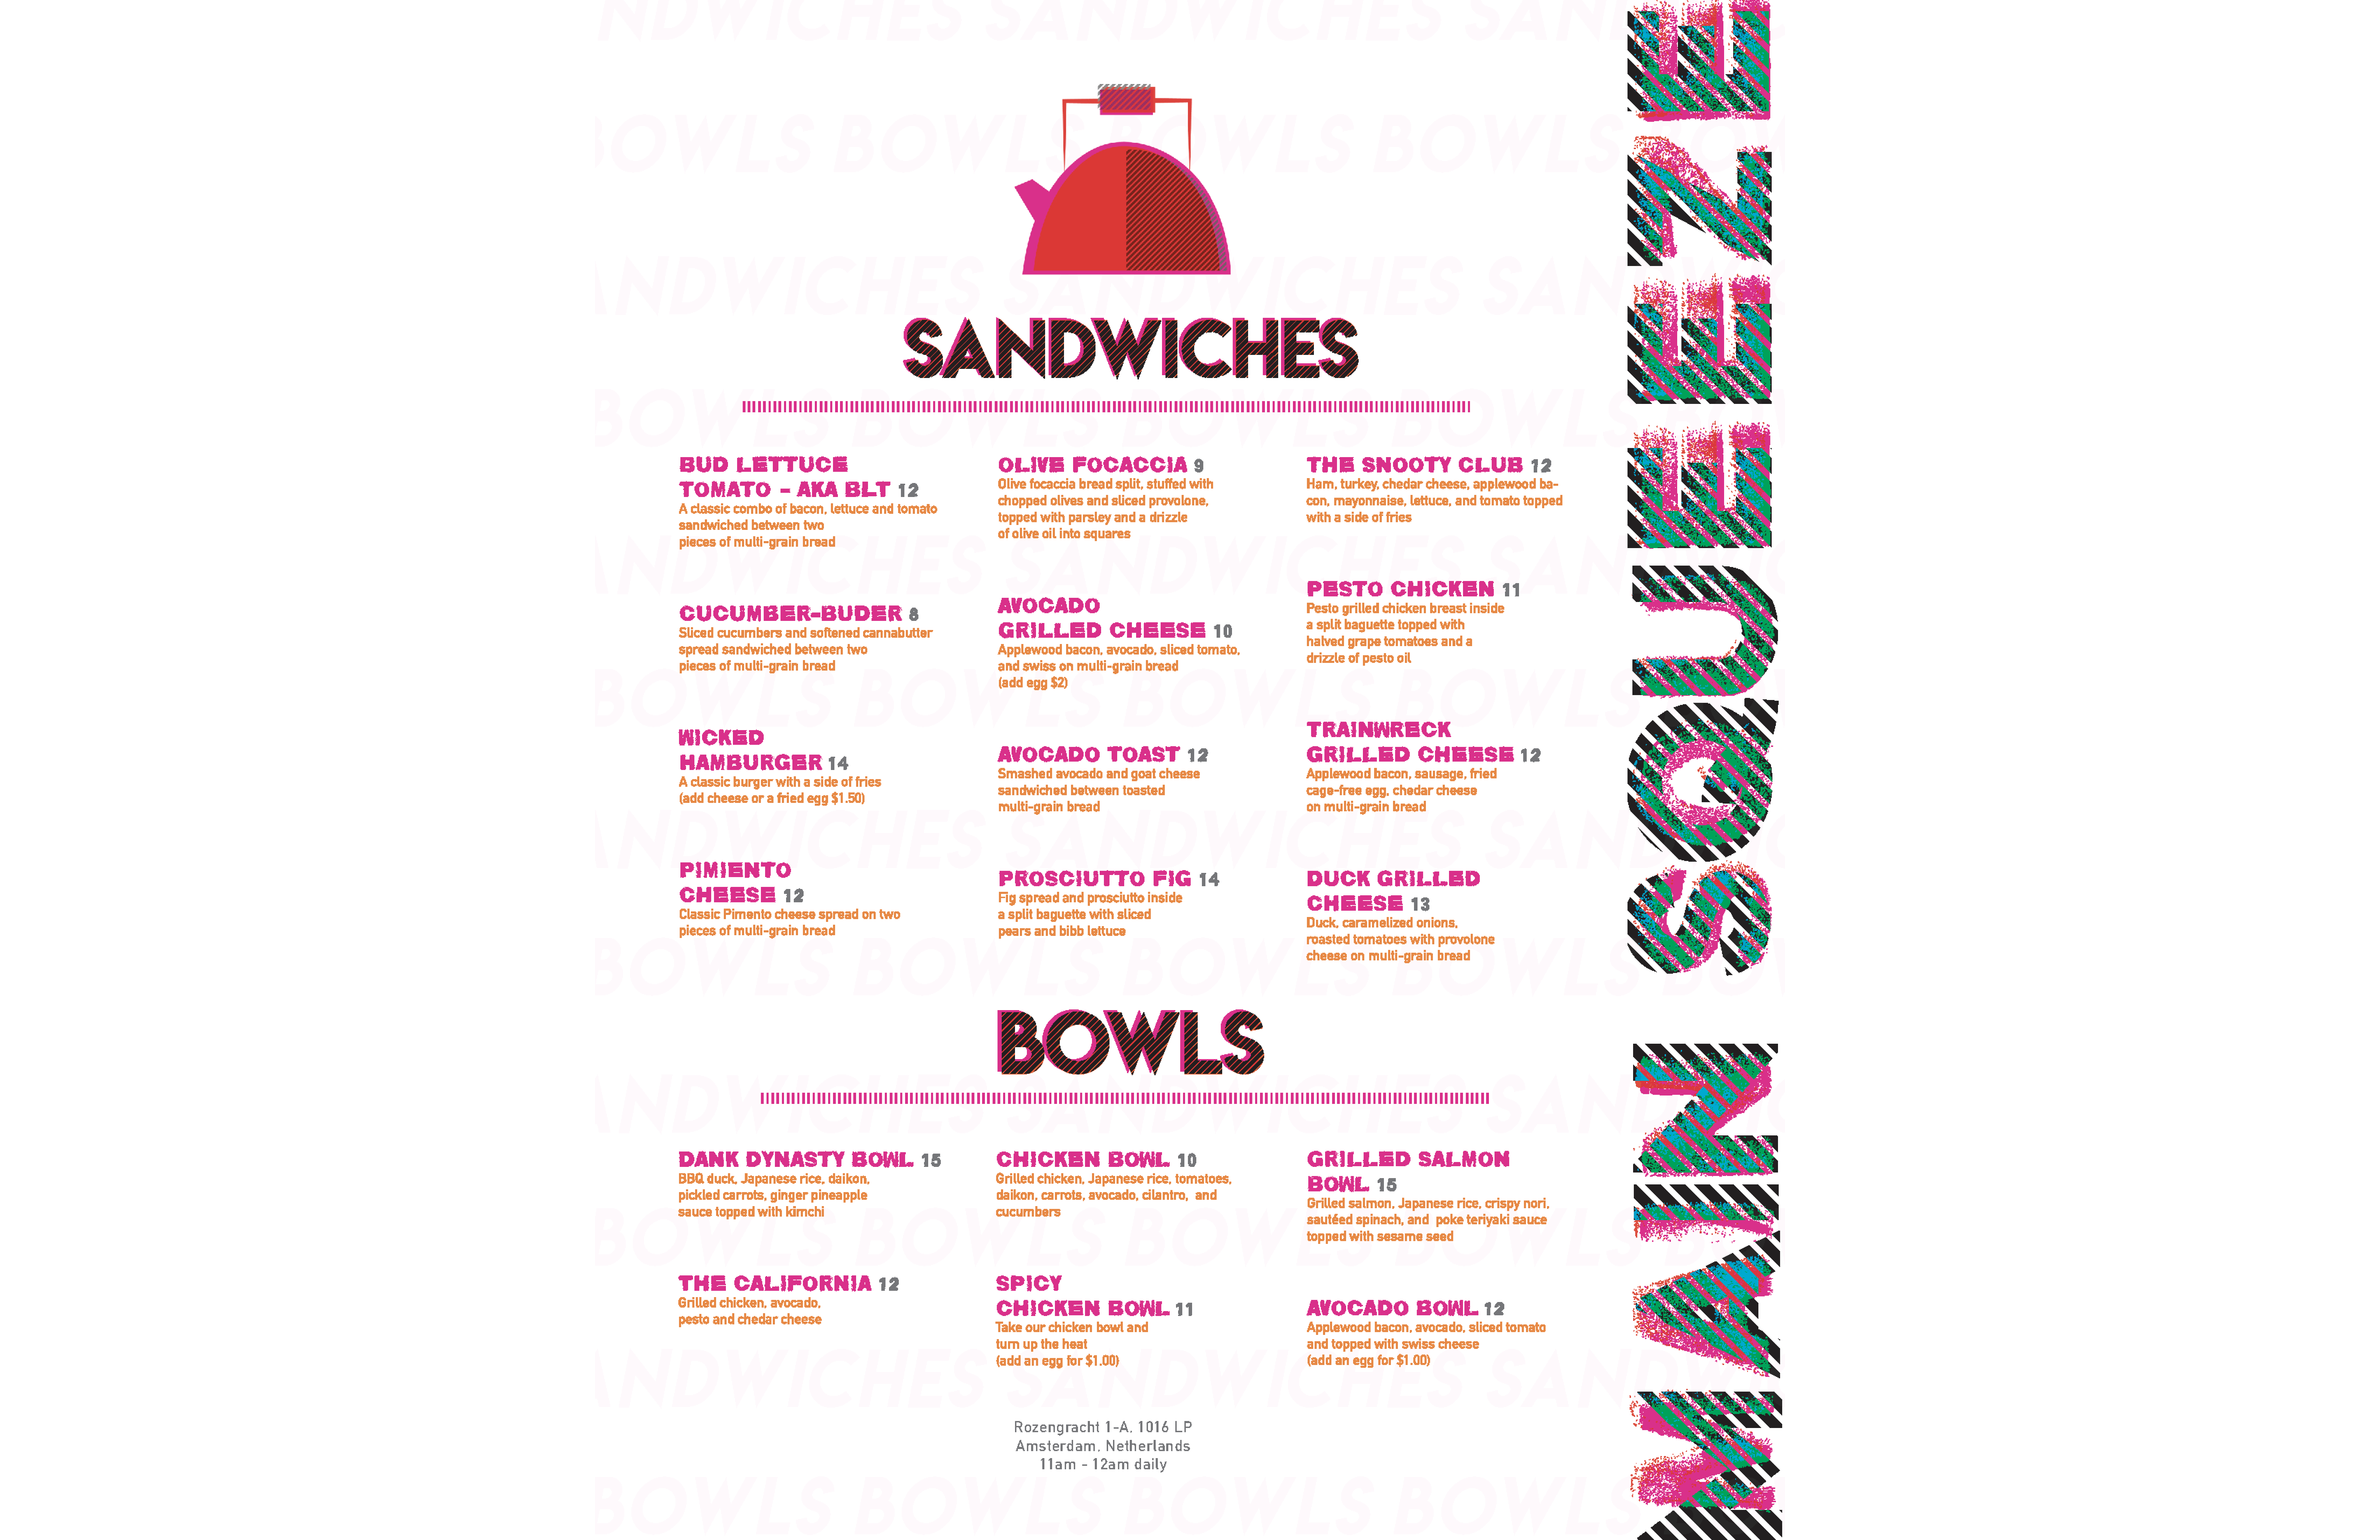 SANDWICHES
BUD LETTUCE
TOMATO - AKA BLT 12
A classic combo of bacon, lettuce and tomato
sandwiched between two
pieces of multi-grain bread
CUCUMBER-BUDER 8
Sliced cucumbers and softened cannabutter
spread sandwiched between two
pieces of multi-grain bread
WICKED
HAMBURGER 14
A classic burger with a side of fries
(add cheese or a fried egg $1.50)
PIMIENTO
CHEESE 12
Classic Pimento cheese spread on two
pieces of multi-grain bread
OLIVE FOCACCIA 9
Olive focaccia bread split, stuffed with
chopped olives and sliced provolone,
topped with parsley and a drizzle
of olive oil into squares
AVOCADO
GRILLED CHEESE 10
Applewood bacon, avocado, sliced tomato,
and swiss on multi-grain bread
(add egg $2)
AVOCADO TOAST 12
Smashed avocado and goat cheese
sandwiched between toasted
multi-grain bread
PROSCIUTTO FIG 14
Fig spread and prosciutto inside
a split baguette with sliced
pears and bibb lettuce
THE SNOOTY CLUB 12
Ham, turkey, chedar cheese, applewood ba-
con, mayonnaise, lettuce, and tomato topped
with a side of fries
PESTO CHICKEN 11
Pesto grilled chicken breast inside
a split baguette topped with
halved grape tomatoes and a
drizzle of pesto oil
TRAINWRECK
GRILLED CHEESE 12
Applewood bacon, sausage, fried
cage-free egg, chedar cheese
on multi-grain bread
DUCK GRILLED
CHEESE 13
Duck, caramelized onions,
roasted tomatoes with provolone
cheese on multi-grain bread
BOWLS
DANK DYNASTY BOWL 15
BBQ duck, Japanese rice, daikon,
pickled carrots, ginger pineapple
sauce topped with kimchi
THE CALIFORNIA 12
Grilled chicken, avocado,
pesto and chedar cheese
CHICKEN BOWL 10
Grilled chicken, Japanese rice, tomatoes,
daikon, carrots, avocado, cilantro, and
cucumbers
SPICY
CHICKEN BOWL 11
Take our chicken bowl and
turn up the heat
(add an egg for $1.00)
GRILLED SALMON
BOWL 15
Grilled salmon, Japanese rice, crispy nori,
sautéed spinach, and poke teriyaki sauce
topped with sesame seed
AVOCADO BOWL 12
Applewood bacon, avocado, sliced tomato
and topped with swiss cheese
(add an egg for $1.00)
Rozengracht 1-A, 1016 LP
Amsterdam, Netherlands
11am - 12am daily
MAIN SQUEEZE